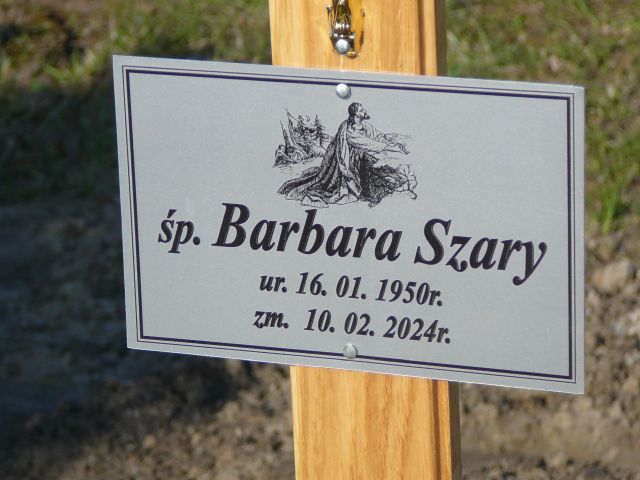 śp. Barbara Szary
ur. 16. 01. 1950r.
zm. 10. 02. 2024r.